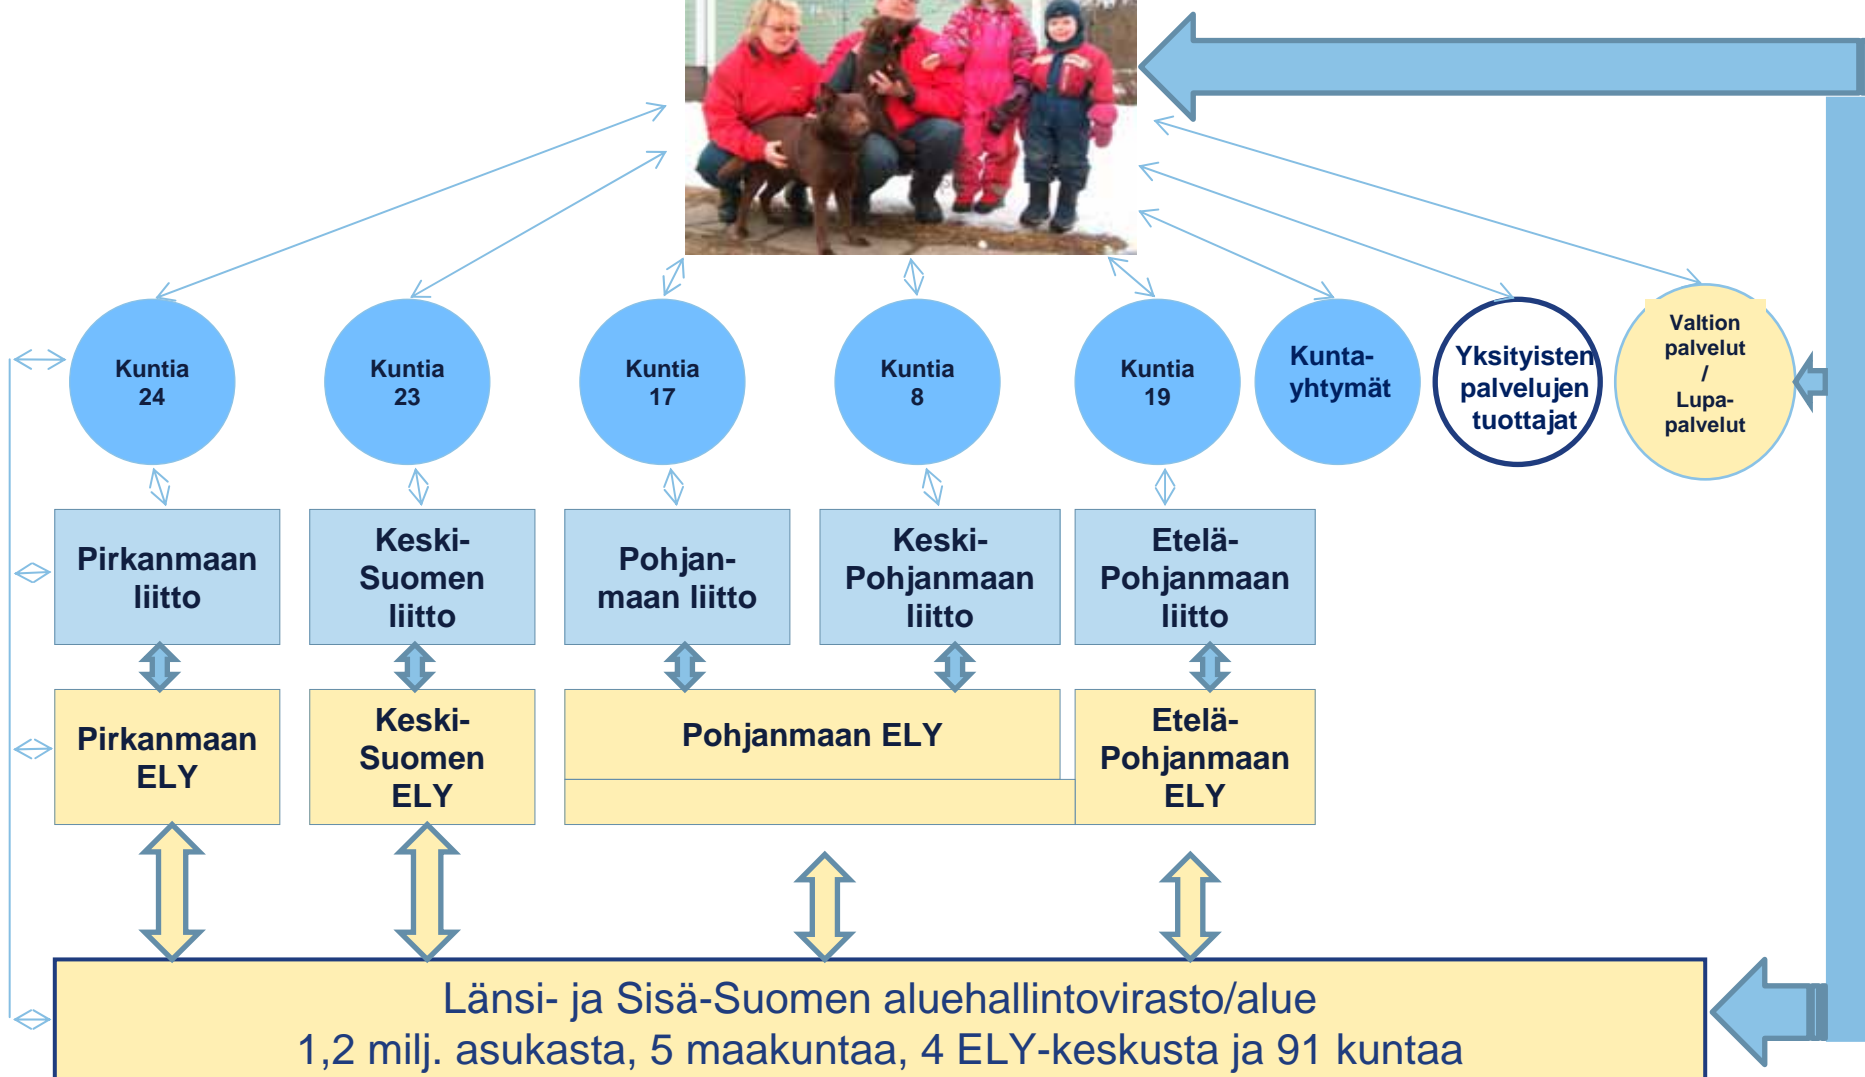 Kuntia
24
Kuntia
23
Kuntia
17
Kuntia
8
Kuntia
19
Kunta-
yhtymät
Yksityisten
palvelujen
tuottajat
Valtion
palvelut
/
Lupa-
palvelut
Pirkanmaan
liitto
Keski-
Suomen
liitto
Pohjan-
maan liitto
Keski-
Pohjanmaan
liitto
Etelä-
Pohjanmaan
liitto
Pirkanmaan
ELY
Keski-
Suomen
ELY
Pohjanmaan ELY
Etelä-
Pohjanmaan
ELY
Länsi- ja Sisä-Suomen aluehallintovirasto/alue
1,2 milj. asukasta, 5 maakuntaa, 4 ELY-keskusta ja 91 kuntaa